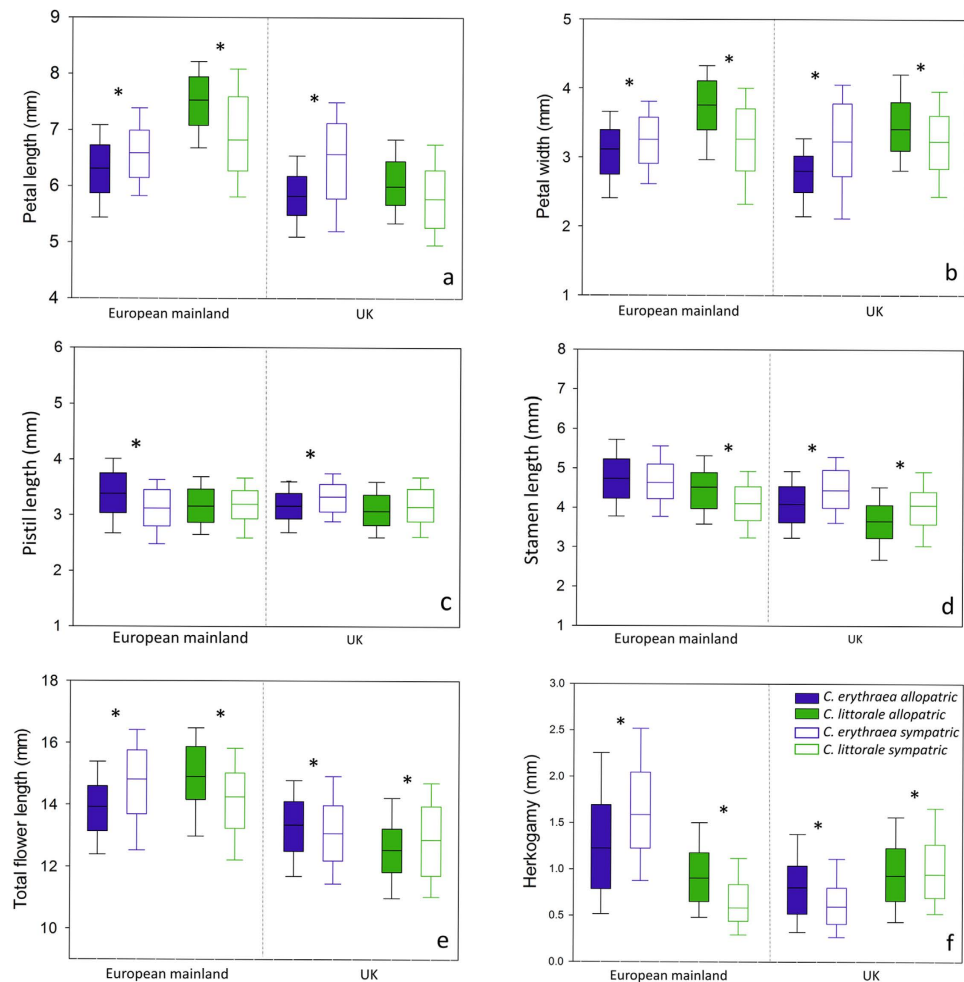 Petal length (mm)
9
8
7
6
5
4
*
*
*
a
European mainland
UK
Petal width (mm)
5
4
3
2
1
*
*
*
*
b
European mainland
UK
Pistil length (mm)
6
5
4
3
2
1
*
*
c
European mainland
UK
Stamen length (mm)
8
7
6
5
4
3
2
1
*
*
*
d
European mainland
UK
Total flower length (mm)
18
16
14
12
10
*
*
*
*
e
European mainland
UK
Herkogamy (mm)
3.0
2.5
2.0
1.5
1.0
0.5
0.0
*
*
*
*
C. erythraea allopatric
C. littorale allopatric
C. erythraea sympatric
C. littorale sympatric
f
European mainland
UK